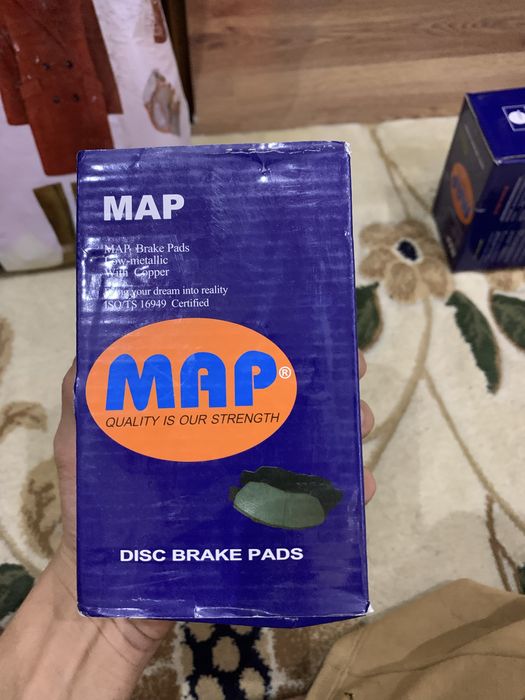 MAP
MAP Brake Pads
Low-metallic
With Copper
your dream into reality
ISO/TS 16949 Certified
MAP®
QUALITY IS OUR STRENGTH
DISC BRAKE PADS